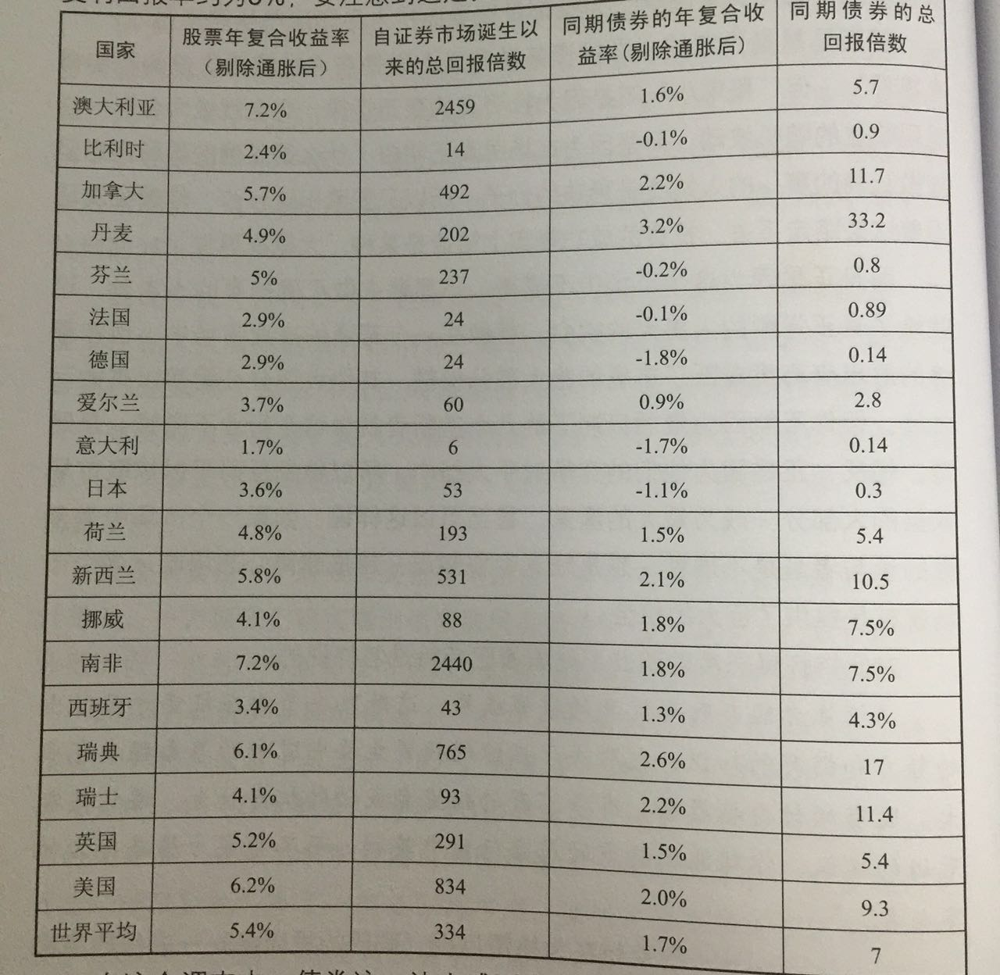 国家 股票年复合收益率（剔除通胀后） 自证券市场诞生以来的总回报倍数 同期债券的年复合收益率(剔除通胀后) 同期债券的总回报倍数
澳大利亚 7.2% 2459 1.6% 5.7
比利时 2.4% 14 -0.1% 0.9
加拿大 5.7% 492 2.2% 11.7
丹麦 4.9% 202 3.2% 33.2
芬兰 5% 237 -0.2% 0.8
法国 2.9% 24 -0.1% 0.89
德国 2.9% 24 -1.8% 0.14
爱尔兰 3.7% 60 0.9% 2.8
意大利 1.7% 6 -1.7% 0.14
日本 3.6% 53 -1.1% 0.3
荷兰 4.8% 193 1.5% 5.4
新西兰 5.8% 531 2.1% 10.5
挪威 4.1% 88 1.8% 7.5%
南非 7.2% 2440 1.8% 7.5%
西班牙 3.4% 43 1.3% 4.3%
瑞典 6.1% 765 2.6% 17
瑞士 4.1% 93 2.2% 11.4
英国 5.2% 291 1.5% 5.4
美国 6.2% 834 2.0% 9.3
世界平均 5.4% 334 1.7% 7